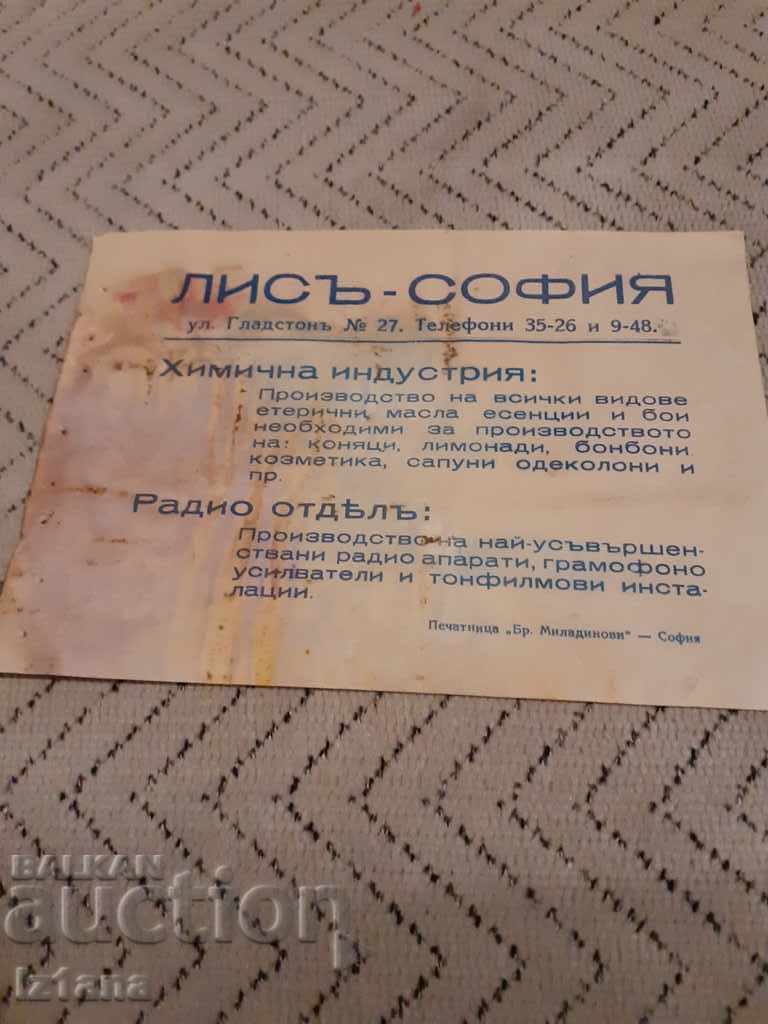 ЛИСЪ - СОФИЯ
ул. Гладстонъ № 27. Телефони 35-26 и 9-48.
Химична индустрия:
Производство на всички видове
етерични масла есенции и бои
необходими за производството
на: коняци, лимонади, бонбони
козметика, сапуни одеколони и
пр.
Радио отдѣлъ:
Производство на най-усъвършен-
ствани радио апарати, грамофоно
усилватели и тонфилмови инста-
лации.
Печатница „Бр. Миладинови" — София
BALKAN
auction
Iz1ana